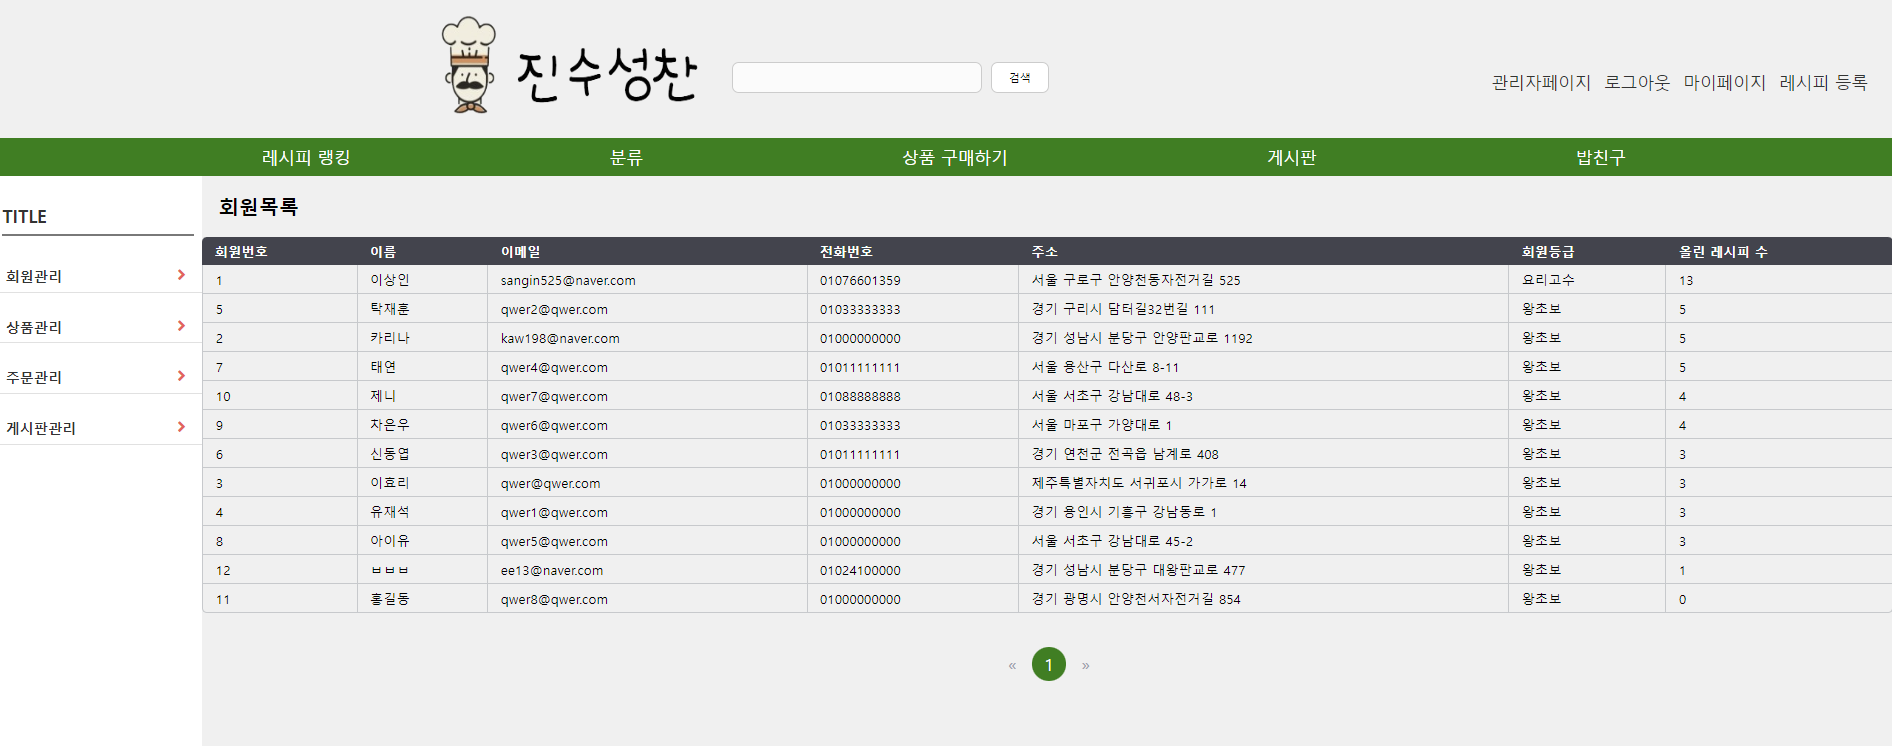 진수성찬
검색
관리자페이지 로그아웃 마이페이지 레시피 등록
레시피 랭킹 분류 상품 구매하기 게시판 밥친구
TITLE
회원관리
상품관리
주문관리
게시판관리
회원목록
회원번호 이름 이메일 전화번호 주소 회원등급 올린 레시피 수
1 이상인 sangin525@naver.com 01076601359 서울 구로구 안양천동자전거길 525 요리고수 13
5 탁재훈 qwer2@qwer.com 01033333333 경기 구리시 담터길32번길 111 왕초보 5
2 카리나 kaw198@naver.com 01000000000 경기 성남시 분당구 안양판교로 1192 왕초보 5
7 태연 qwer4@qwer.com 01011111111 서울 용산구 다산로 8-11 왕초보 5
10 제니 qwer7@qwer.com 01088888888 서울 서초구 강남대로 48-3 왕초보 4
9 차은우 qwer6@qwer.com 01033333333 서울 마포구 가양대로 1 왕초보 4
6 신동엽 qwer3@qwer.com 01011111111 경기 연천군 전곡읍 남계로 408 왕초보 3
3 이효리 qwer@qwer.com 01000000000 제주특별자치도 서귀포시 가가로 14 왕초보 3
4 유재석 qwer1@qwer.com 01000000000 경기 용인시 기흥구 강남동로 1 왕초보 3
8 아이유 qwer5@qwer.com 01000000000 서울 서초구 강남대로 45-2 왕초보 3
12 ㅂㅂㅂ ee13@naver.com 01024100000 경기 성남시 분당구 대왕판교로 477 왕초보 1
11 홍길동 qwer8@qwer.com 01000000000 경기 광명시 안양천서자전거길 854 왕초보 0
« 1 »